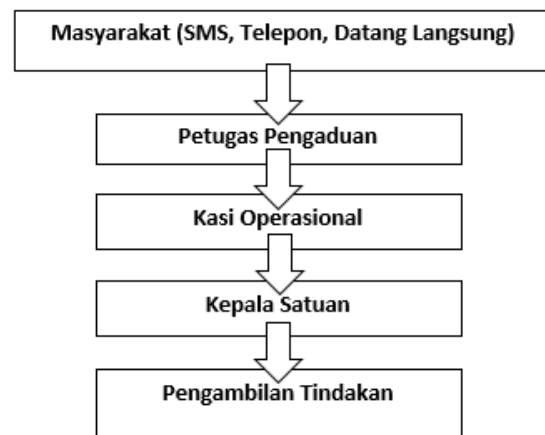 Masyarakat (SMS, Telepon, Datang Langsung)
Petugas Pengaduan
Kasi Operasional
Kepala Satuan
Pengambilan Tindakan